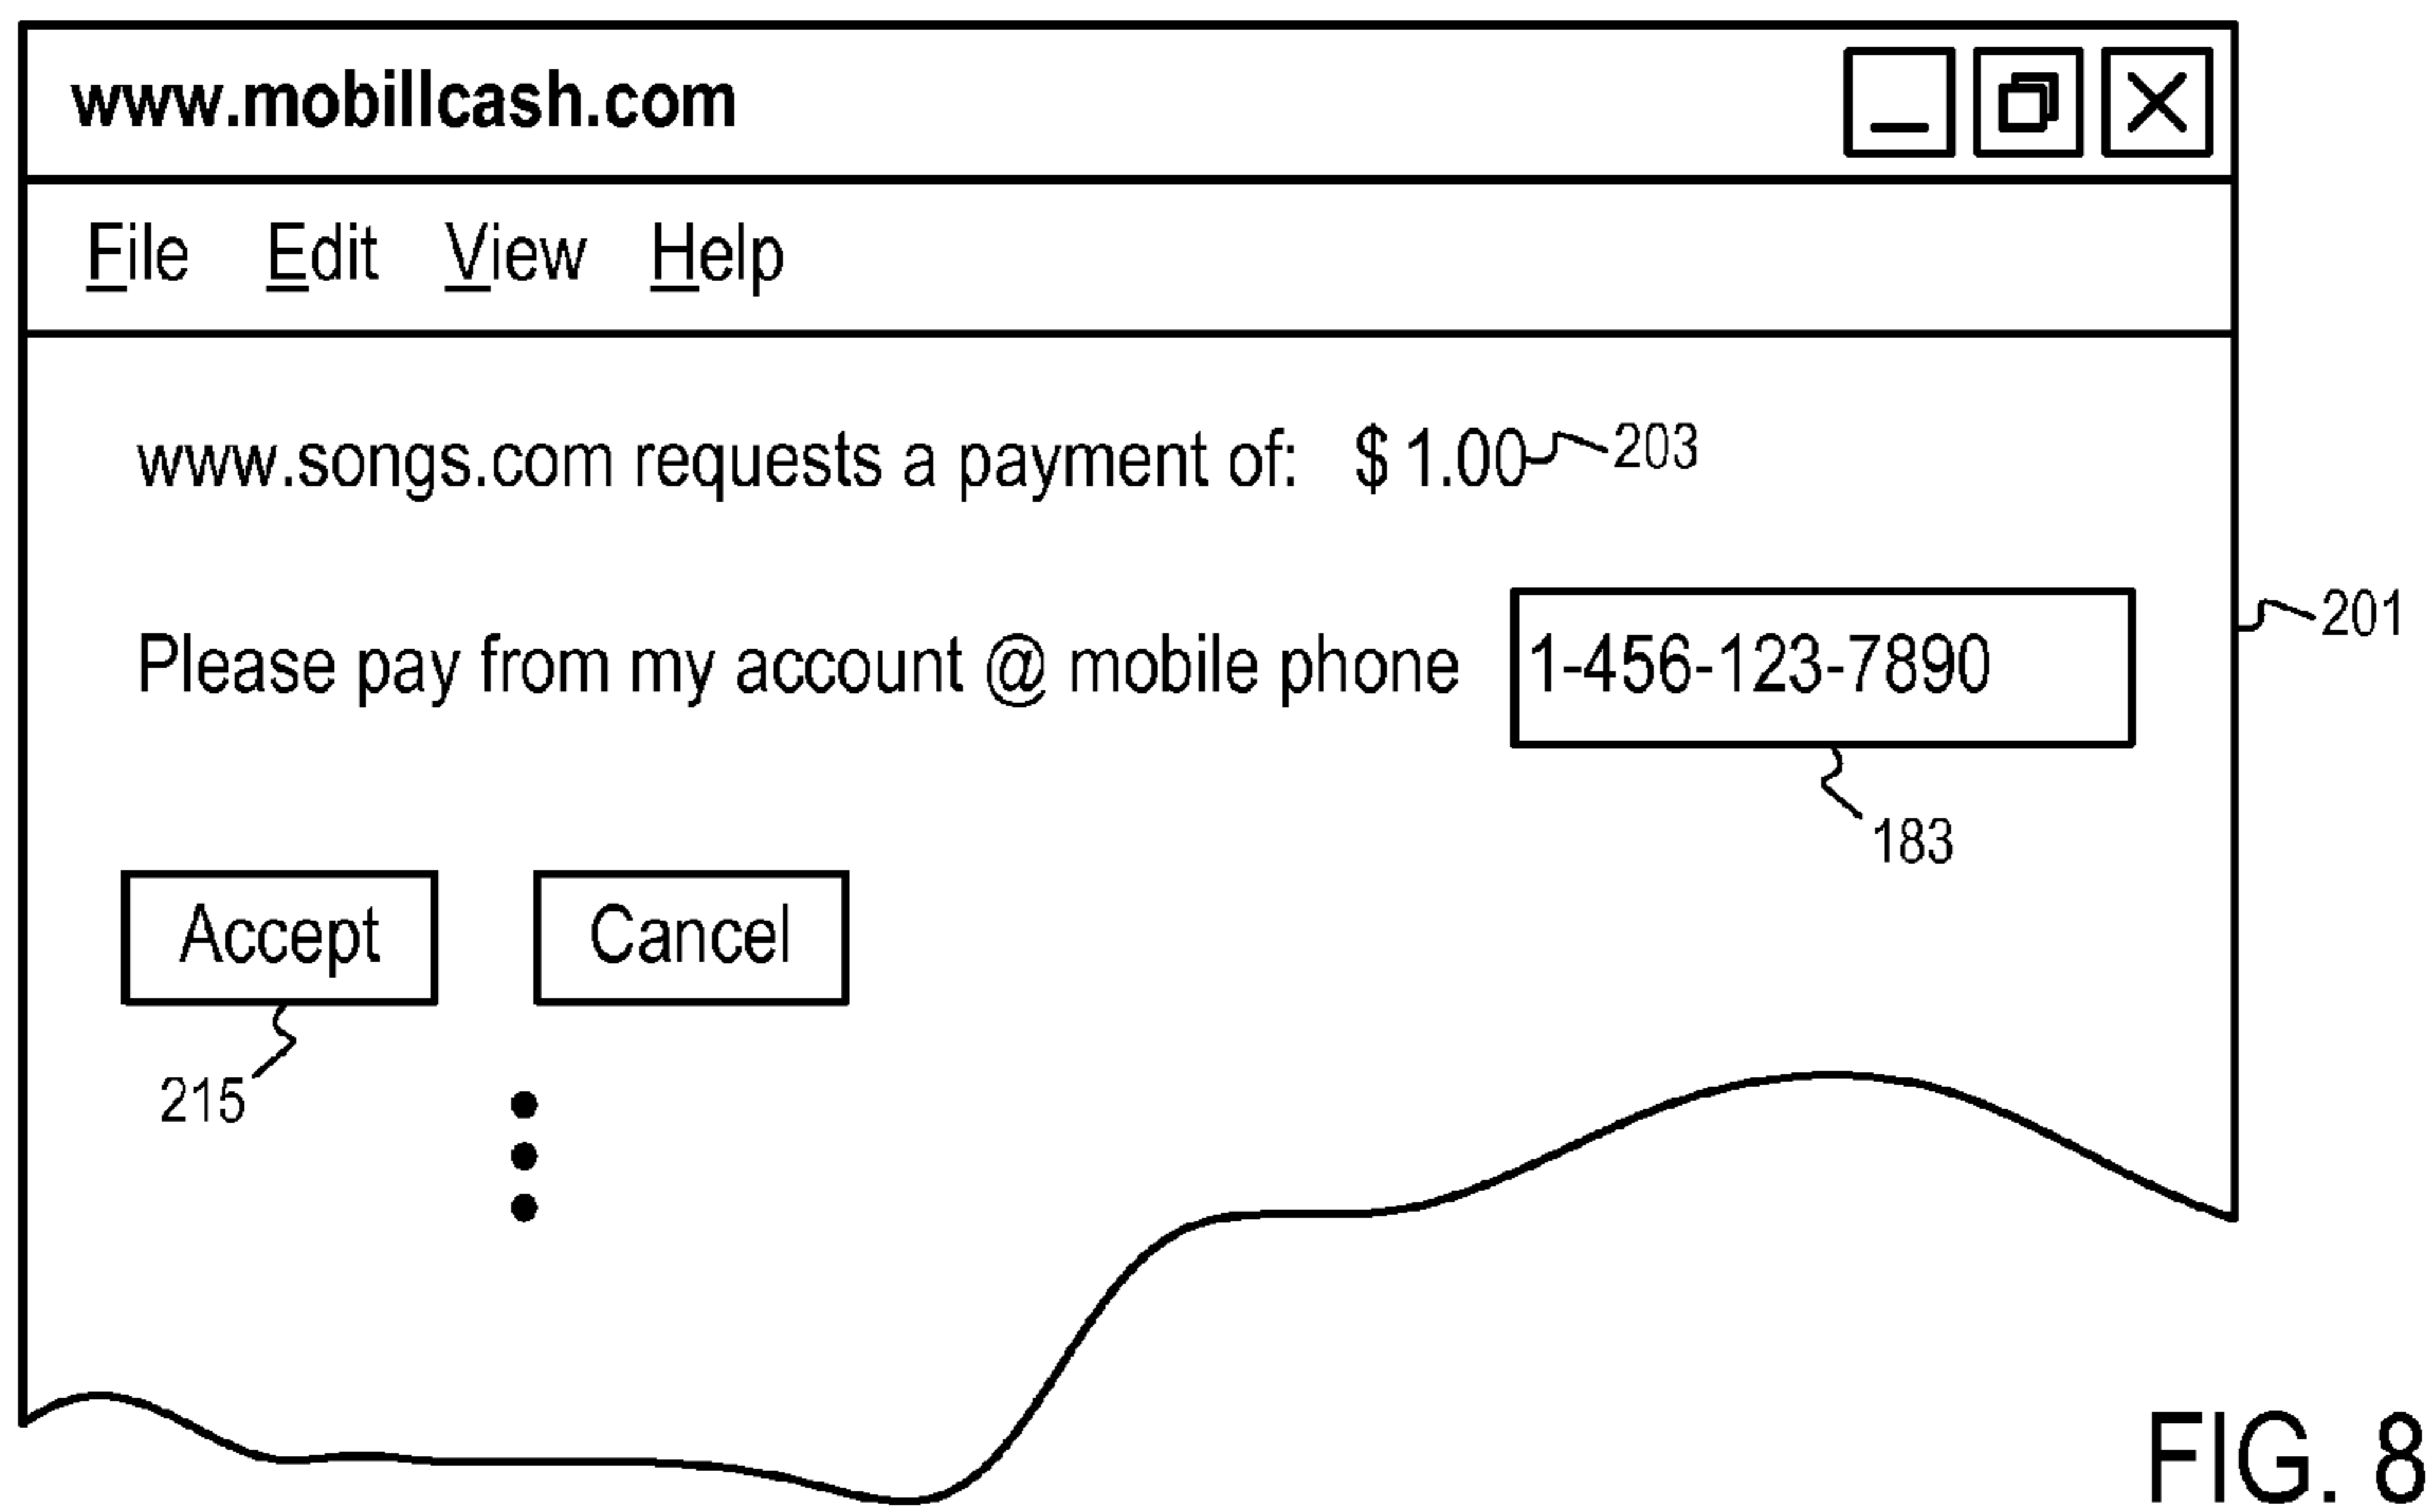 www.mobillcash.com
File Edit View Help
www.songs.com requests a payment of: $ 1.00 203
201
Please pay from my account @ mobile phone 1-456-123-7890
183
Accept Cancel
215
FIG. 8